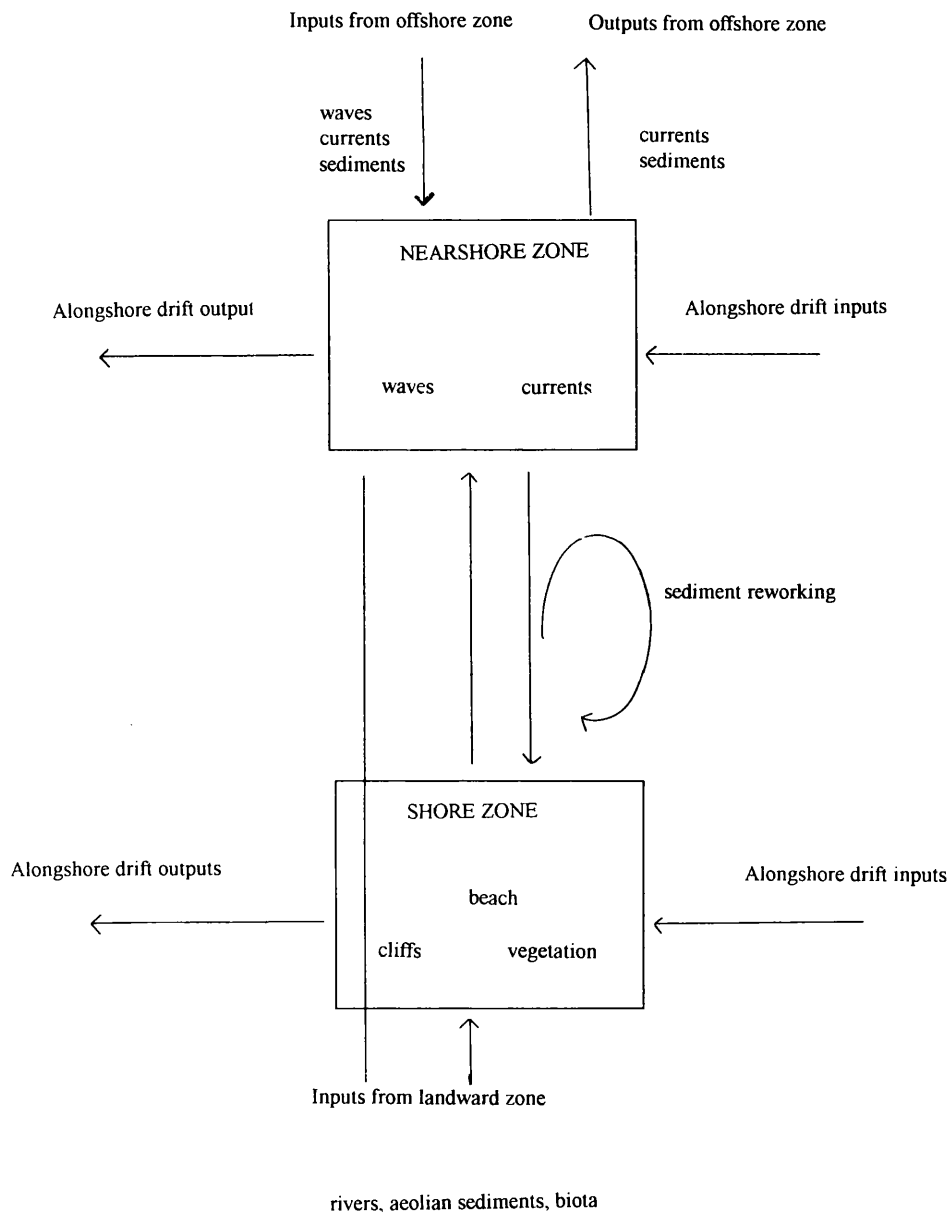 Inputs from offshore zone
Outputs from offshore zone
waves
currents
sediments
currents
sediments
NEARSHORE ZONE
Alongshore drift output
Alongshore drift inputs
waves
currents
sediment reworking
SHORE ZONE
Alongshore drift outputs
Alongshore drift inputs
beach
cliffs
vegetation
Inputs from landward zone
rivers, aeolian sediments, biota